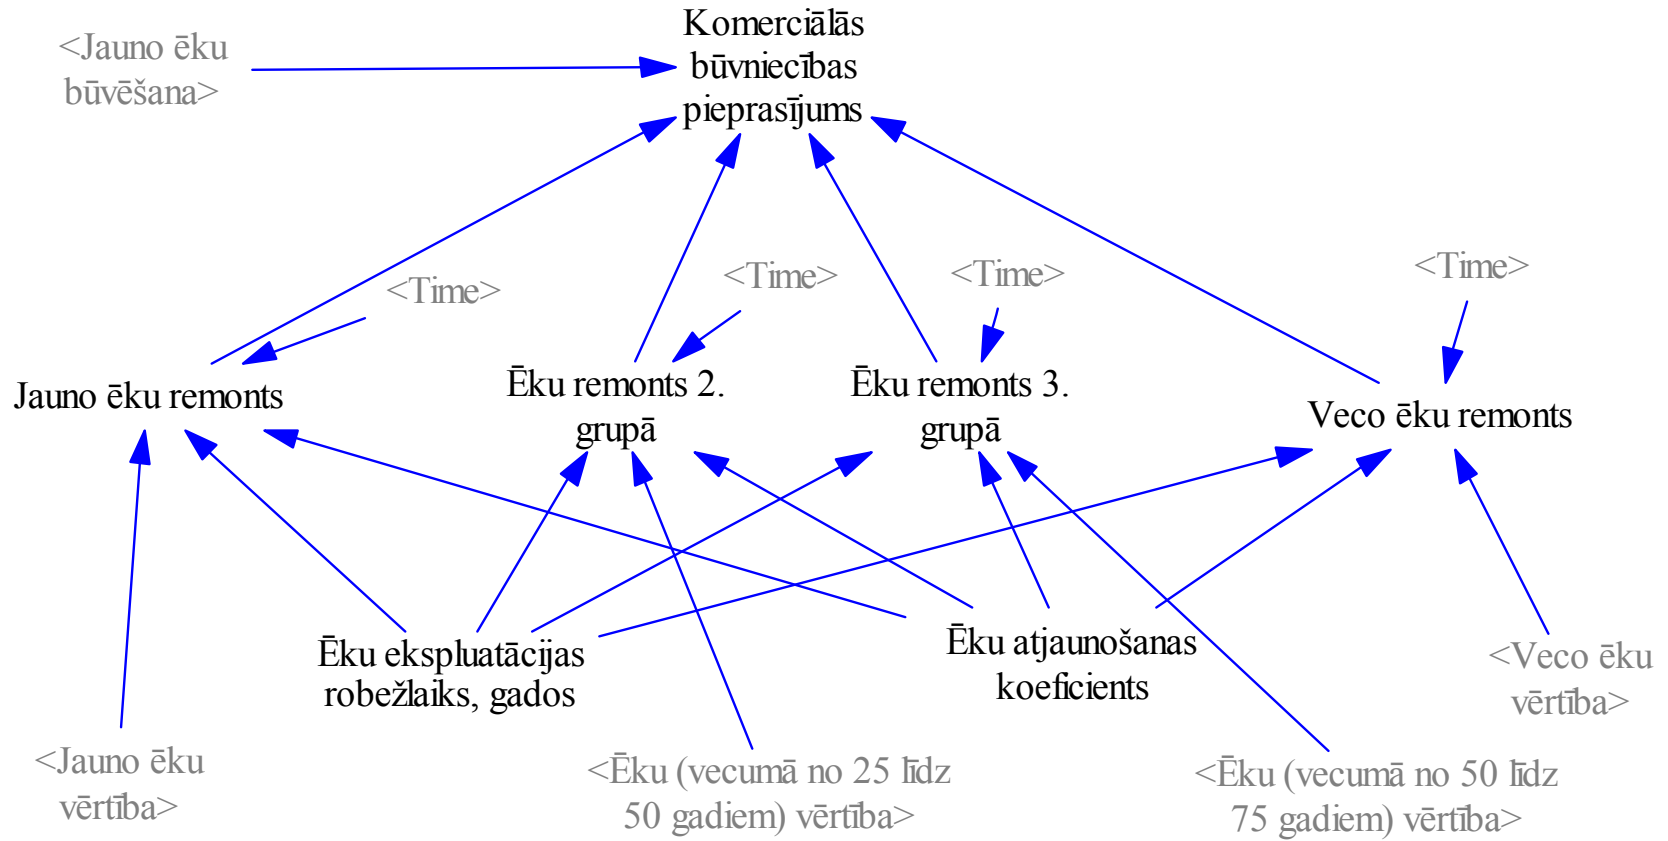 Komerciālās
būvniecības
pieprasījums
<Jauno ēku
būvēšana>
<Time>
<Time>
<Time>
<Time>
Jauno ēku remonts
Ēku remonts 2.
grupā
Ēku remonts 3.
grupā
Veco ēku remonts
Ēku ekspluatācijas
robežlaiks, gados
Ēku atjaunošanas
koeficients
<Veco ēku
vērtība>
<Jauno ēku
vērtība>
<Ēku (vecumā no 25 līdz
50 gadiem) vērtība>
<Ēku (vecumā no 50 līdz
75 gadiem) vērtība>